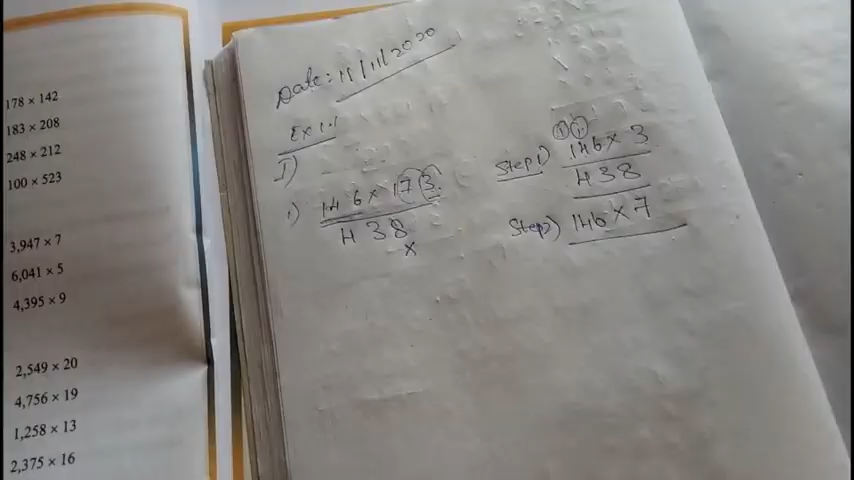 178 × 142
183 × 208
248 × 212
100 × 523
3,947 × 7
6,041 × 5
4,395 × 9
2,549 × 20
4,756 × 19
1,258 × 13
2,375 × 16
Date: 11/11/2020
Ex 1.1
I)
i) 146 × 173
438
×
Step 1) 146 × 3
1 1
438
Step 2) 146 × 7